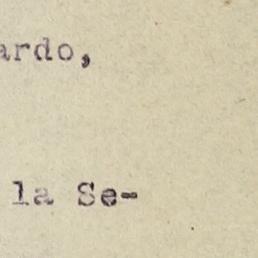 ardo,
la Se-